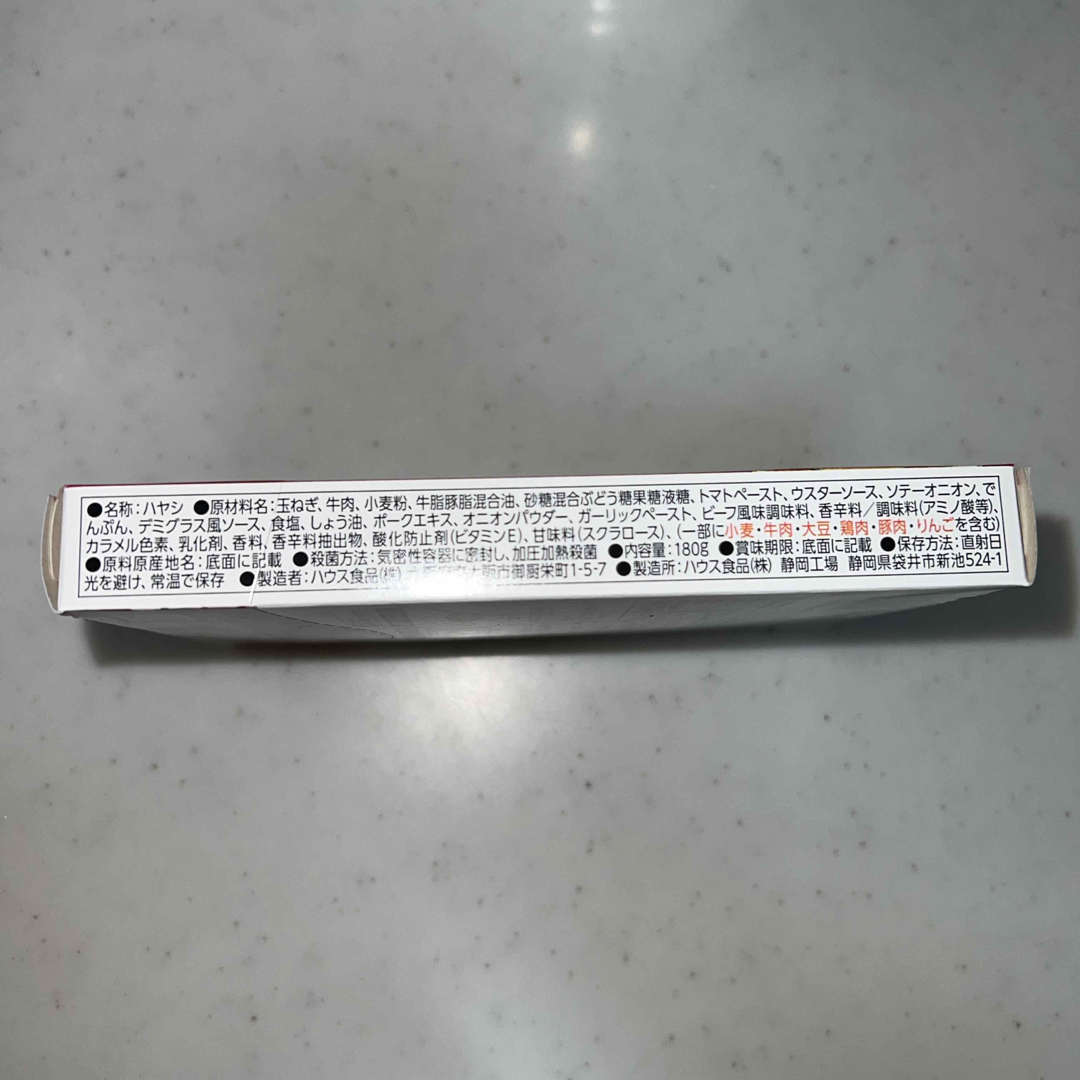 ●名称：ハヤシ ●原材料名：玉ねぎ、牛肉、小麦粉、牛脂豚脂混合油、砂糖混合ぶどう糖果糖液糖、トマトペースト、ウスターソース、ソテーオニオン、で
んぷん、デミグラス風ソース、食塩、しょう油、ポークエキス、オニオンパウダー、ガーリックペースト、ビーフ風味調味料、香辛料／調味料（アミノ酸等）、
カラメル色素、乳化剤、香料、香辛料抽出物、酸化防止剤（ビタミンE）、甘味料（スクラロース）、（一部に小麦・牛肉・大豆・鶏肉・豚肉・りんごを含む）
●原料原産地名：底面に記載 ●殺菌方法：気密性容器に密封し、加圧加熱殺菌 ●内容量：180g ●賞味期限：底面に記載 ●保存方法：直射日
光を避け、常温で保存 ●製造者：ハウス食品（株） 大阪市御厨栄町1-5-7 ●製造所：ハウス食品（株） 静岡工場 静岡県袋井市新池524-1